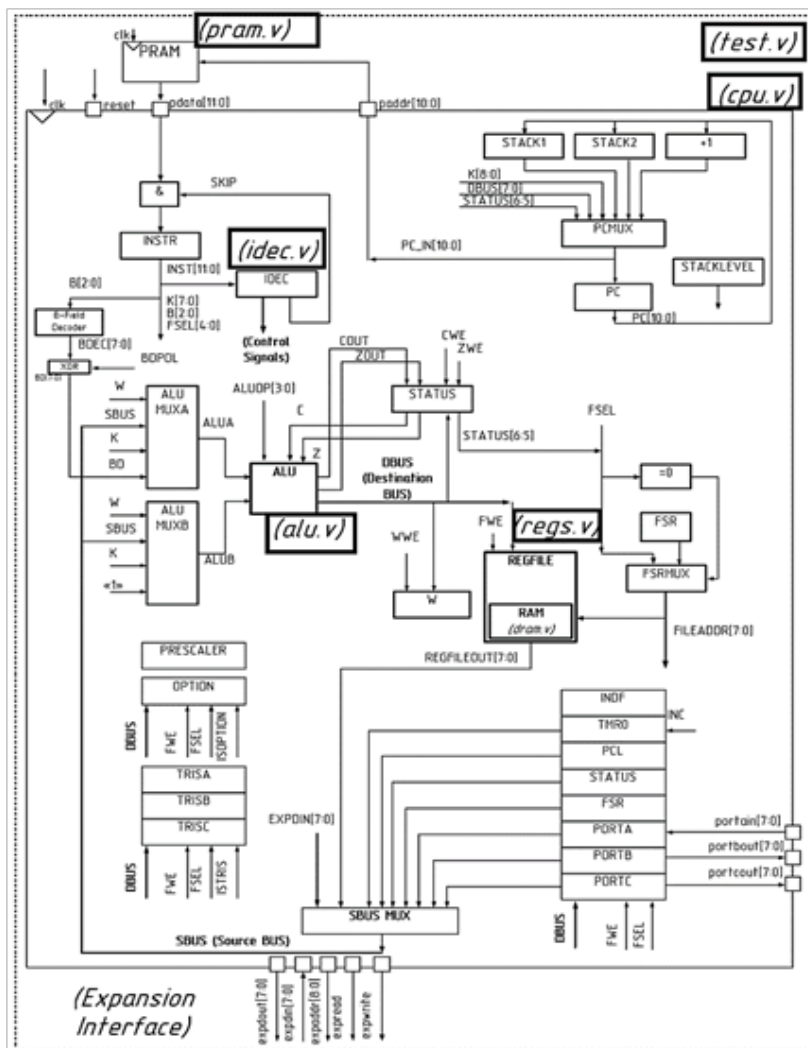 (pram.v)
clk
PRAM
(test.v)
(cpu.v)
clk
reset
pdata[11:0]
paddr[10:0]
STACK1
STACK2
+1
K[8:0]
DBUS[7:0]
STATUS[6:5]
PCMUX
SKIP
&
INSTR
(idec.v)
INST[11:0]
IDEC
PC_IN[10:0]
STACKLEVEL
PC
PC[10:0]
B[2:0]
K[7:0]
B[2:0]
FSEL[4:0]
B-Field
Decoder
BDEC[7:0]
XOR
BDPOL
(Control
Signals)
COUT
ZOUT
CWE
ZWE
STATUS
W
SBUS
K
BD
ALU
MUXA
ALUA
ALUOP[3:0]
C
Z
ALU
FSEL
STATUS[6:5]
DBUS
(Destination
BUS)
=0
FSR
FSRMUX
W
SBUS
K
«1»
ALU
MUXB
ALUB
(alu.v)
WWE
W
FWE
(regs.v)
REGFILE
RAM
(dram.v)
FILEADDR[7:0]
REGFILEOUT[7:0]
PRESCALER
OPTION
DBUS
FWE
FSEL
ISOPTION
TRISA
TRISB
TRISC
DBUS
FWE
FSEL
ISTRIS
EXPDIN[7:0]
INDF
TMR0
INC
PCL
STATUS
FSR
PORTA
PORTB
PORTC
portain[7:0]
portbout[7:0]
portcout[7:0]
DBUS
FWE
FSEL
SBUS MUX
SBUS (Source BUS)
expdout[7:0]
expdin[7:0]
expaddr[8:0]
expread
expwrite
(Expansion
Interface)